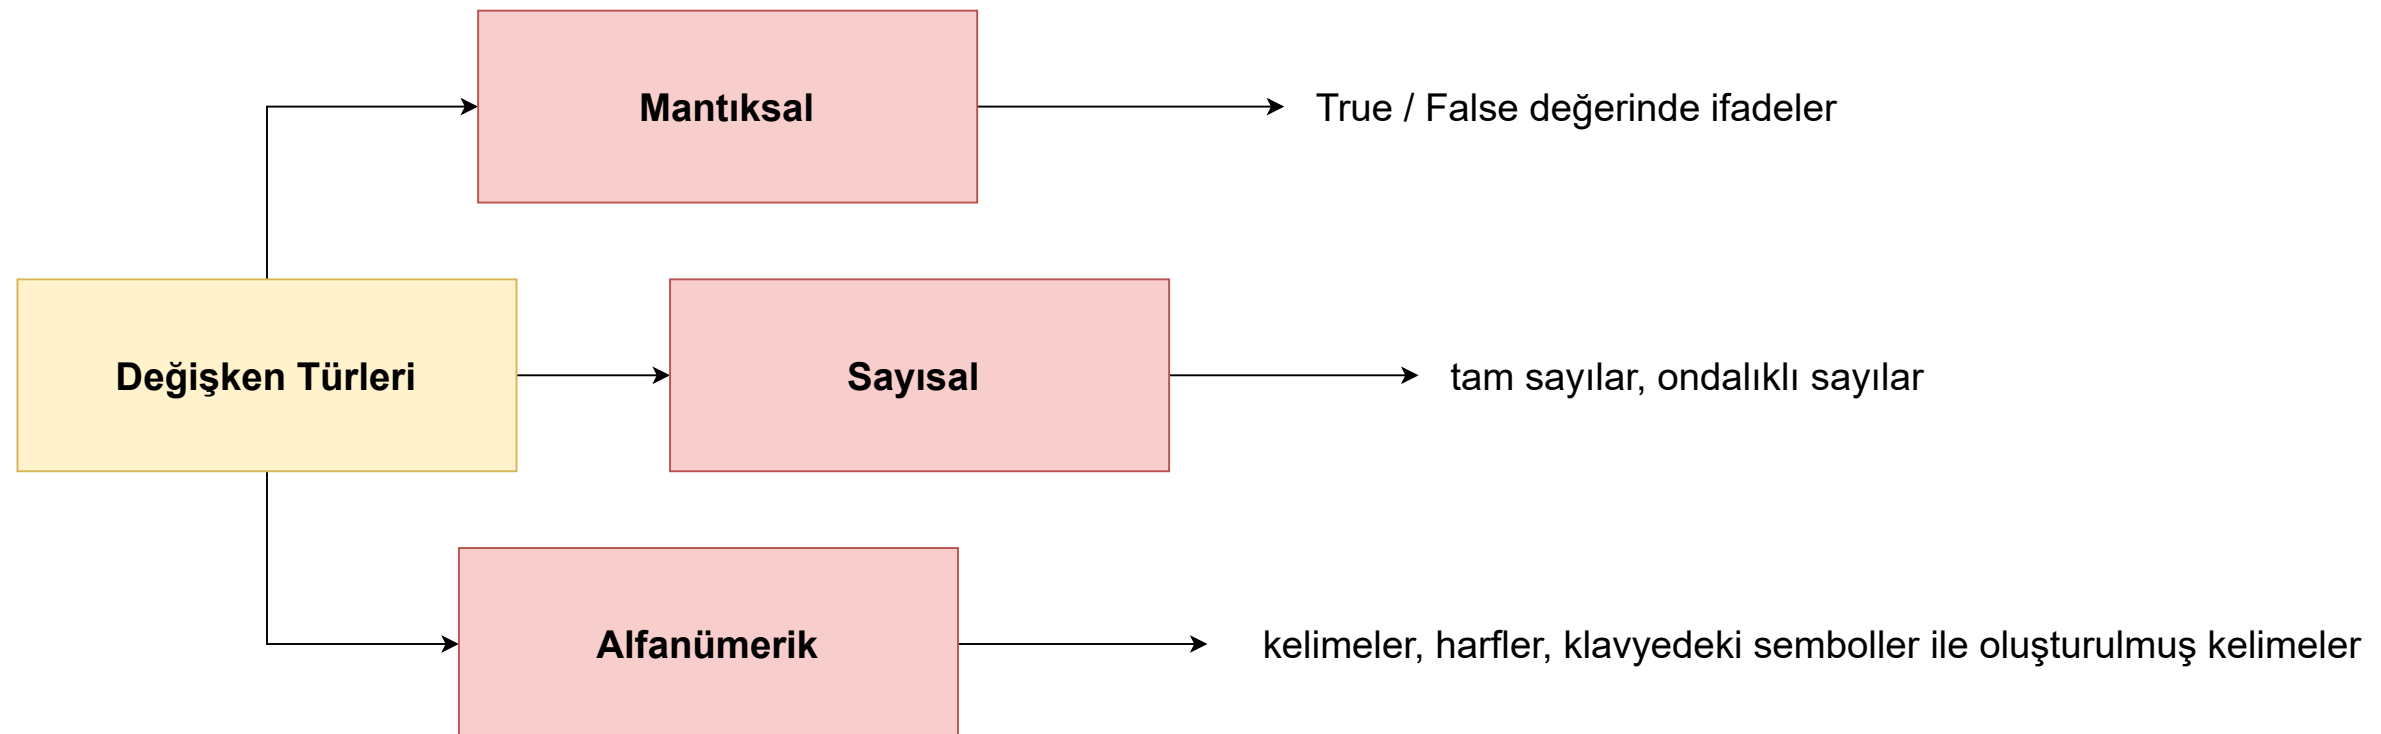 Mantıksal
True / False değerinde ifadeler
Değişken Türleri
Sayısal
tam sayılar, ondalıklı sayılar
Alfanümerik
kelimeler, harfler, klavyedeki semboller ile oluşturulmuş kelimeler